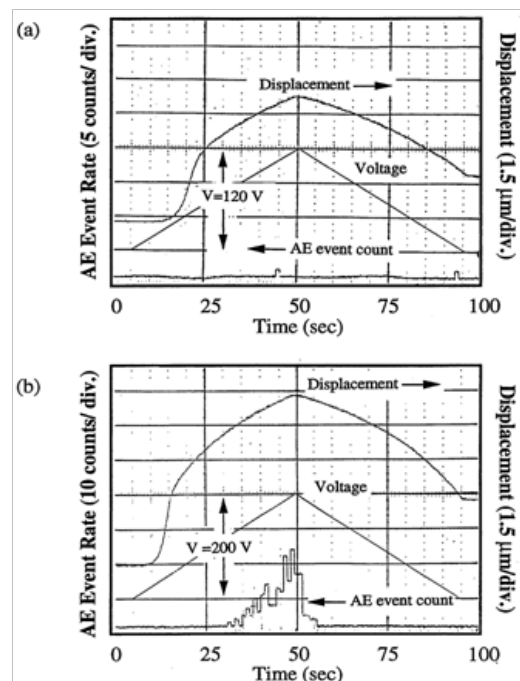 (a)
AE Event Rate (5 counts/ div.)
Displacement
Voltage
V=120 V
AE event count
Displacement (1.5 µm/div.)
0 25 50 75 100
Time (sec)
(b)
AE Event Rate (10 counts/ div.)
Displacement
Voltage
V =200 V
AE event count
Displacement (1.5 µm/div.)
0 25 50 75 100
Time (sec)